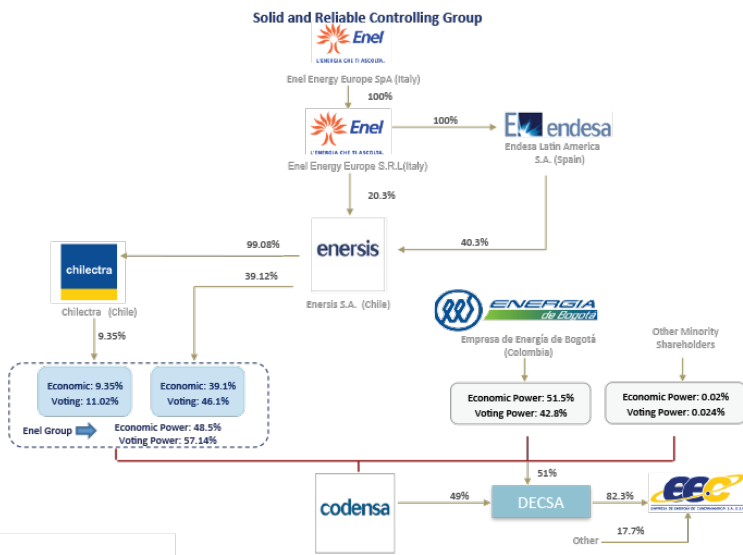 Solid and Reliable Controlling Group
Enel
L'ENERGIA CHE TI ASCOLTA.
Enel Energy Europe SpA (Italy)
100%
Enel
L'ENERGIA CHE TI ASCOLTA.
Enel Energy Europe S.R.L(Italy)
100%
endesa
Endesa Latin America
S.A. (Spain)
20.3%
40.3%
enersis
Enersis S.A. (Chile)
99.08%
39.12%
chilectra
Chilectra (Chile)
9.35%
ENERGIA
de Bogotá
Empresa de Energía de Bogotá
(Colombia)
Other Minority
Shareholders
Economic: 9.35%
Voting: 11.02%
Economic: 39.1%
Voting: 46.1%
Enel Group
Economic Power: 48.5%
Voting Power: 57.14%
Economic Power: 51.5%
Voting Power: 42.8%
Economic Power: 0.02%
Voting Power: 0.024%
51%
codensa
49%
DECSA
82.3%
eec
EMPRESA DE ENERGIA DE CUNDINAMARCA S.A. E.S.P.
17.7%
Other